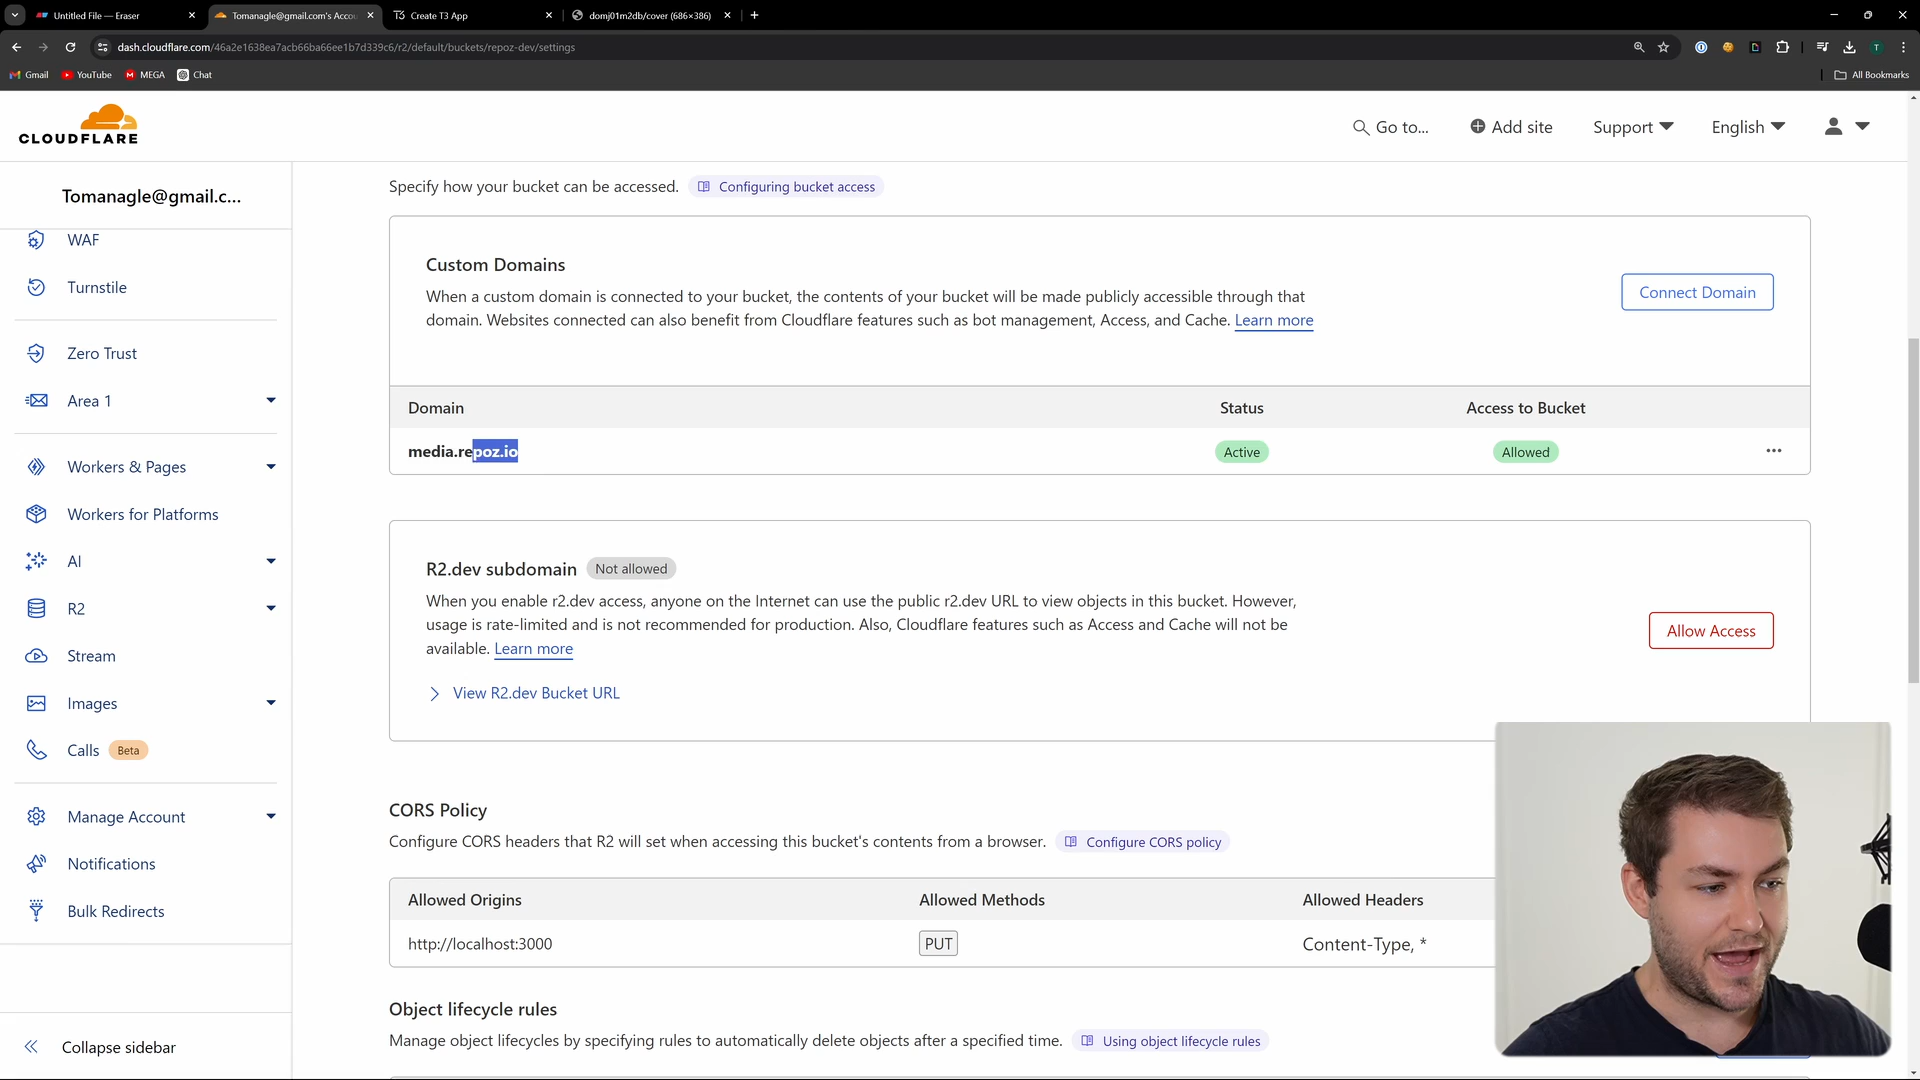 Untitled File — Eraser
Tomanagle@gmail.com's Accou
Create T3 App
domj01m2db/cover (686×386)
dash.cloudflare.com/46a2e1638ea7acb66ba66ee1b7d339c6/r2/default/buckets/repoz-dev/settings
Gmail
YouTube
MEGA
Chat
All Bookmarks
CLOUDFLARE
Go to...
Add site
Support
English
Tomanagle@gmail.c...
WAF
Turnstile
Zero Trust
Area 1
Workers & Pages
Workers for Platforms
AI
R2
Stream
Images
Calls Beta
Manage Account
Notifications
Bulk Redirects
Collapse sidebar
Specify how your bucket can be accessed. Configuring bucket access
Custom Domains
When a custom domain is connected to your bucket, the contents of your bucket will be made publicly accessible through that
domain. Websites connected can also benefit from Cloudflare features such as bot management, Access, and Cache. Learn more
Connect Domain
Domain Status Access to Bucket
media.repoz.io Active Allowed
R2.dev subdomain Not allowed
When you enable r2.dev access, anyone on the Internet can use the public r2.dev URL to view objects in this bucket. However,
usage is rate-limited and is not recommended for production. Also, Cloudflare features such as Access and Cache will not be
available. Learn more
Allow Access
View R2.dev Bucket URL
CORS Policy
Configure CORS headers that R2 will set when accessing this bucket's contents from a browser. Configure CORS policy
Allowed Origins Allowed Methods Allowed Headers
http://localhost:3000 PUT Content-Type, *
Object lifecycle rules
Manage object lifecycles by specifying rules to automatically delete objects after a specified time. Using object lifecycle rules